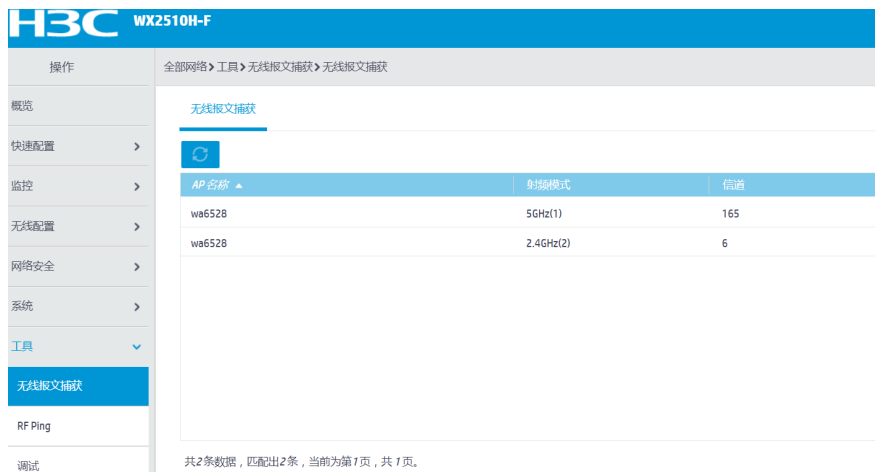 H3C WX2510H-F
操作
全部网络>工具>无线报文捕获>无线报文捕获
概览
无线报文捕获
快速配置
监控
AP名称 射频模式 信道
wa6528 5GHz(1) 165
无线配置
wa6528 2.4GHz(2) 6
网络安全
系统
工具
无线报文捕获
RF Ping
调试
共2条数据，匹配出2条，当前为第1页，共1页。